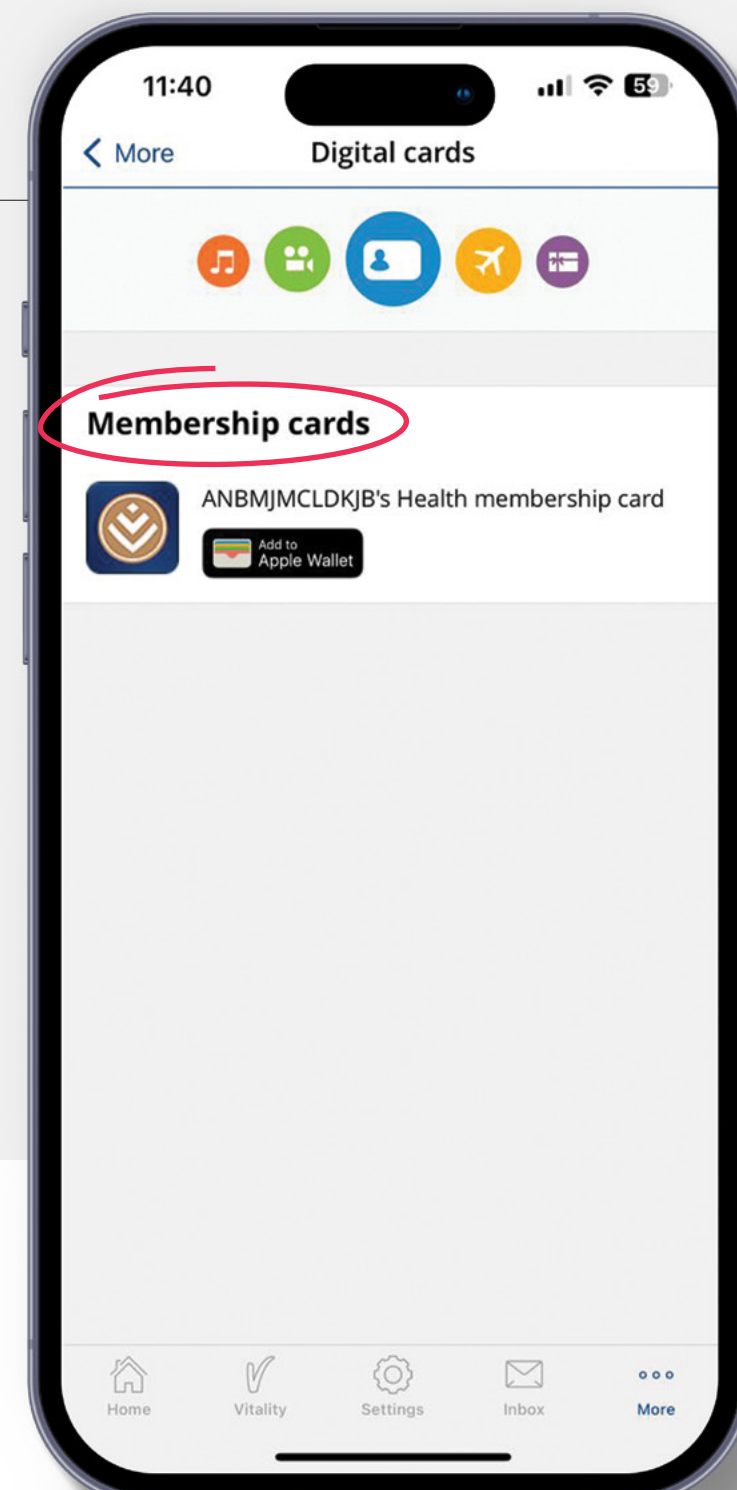 11:40
59
More
Digital cards
Membership cards
ANBMJMCLDKJB's Health membership card
Add to
Apple Wallet
Home
Vitality
Settings
Inbox
More